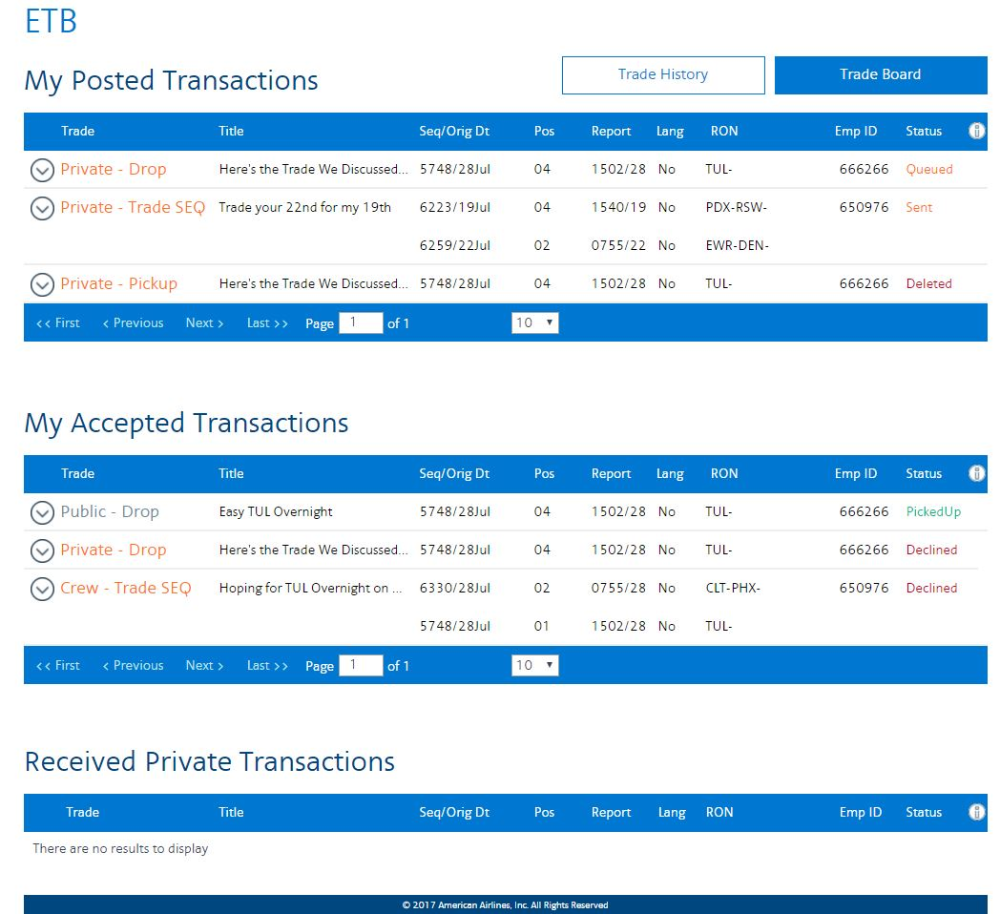 ETB
My Posted Transactions Trade History Trade Board
Trade Title Seq/Orig Dt Pos Report Lang RON Emp ID Status
Private - Drop Here's the Trade We Discussed... 5748/28Jul 04 1502/28 No TUL- 666266 Queued
Private - Trade SEQ Trade your 22nd for my 19th 6223/19Jul 04 1540/19 No PDX-RSW- 650976 Sent
6259/22Jul 02 0755/22 No EWR-DEN-
Private - Pickup Here's the Trade We Discussed... 5748/28Jul 04 1502/28 No TUL- 666266 Deleted
<< First < Previous Next > Last >> Page 1 of 1 10
My Accepted Transactions
Trade Title Seq/Orig Dt Pos Report Lang RON Emp ID Status
Public - Drop Easy TUL Overnight 5748/28Jul 04 1502/28 No TUL- 666266 PickedUp
Private - Drop Here's the Trade We Discussed... 5748/28Jul 04 1502/28 No TUL- 666266 Declined
Crew - Trade SEQ Hoping for TUL Overnight on ... 6330/28Jul 02 0755/28 No CLT-PHX- 650976 Declined
5748/28Jul 01 1502/28 No TUL-
<< First < Previous Next > Last >> Page 1 of 1 10
Received Private Transactions
Trade Title Seq/Orig Dt Pos Report Lang RON Emp ID Status
There are no results to display
© 2017 American Airlines, Inc. All Rights Reserved